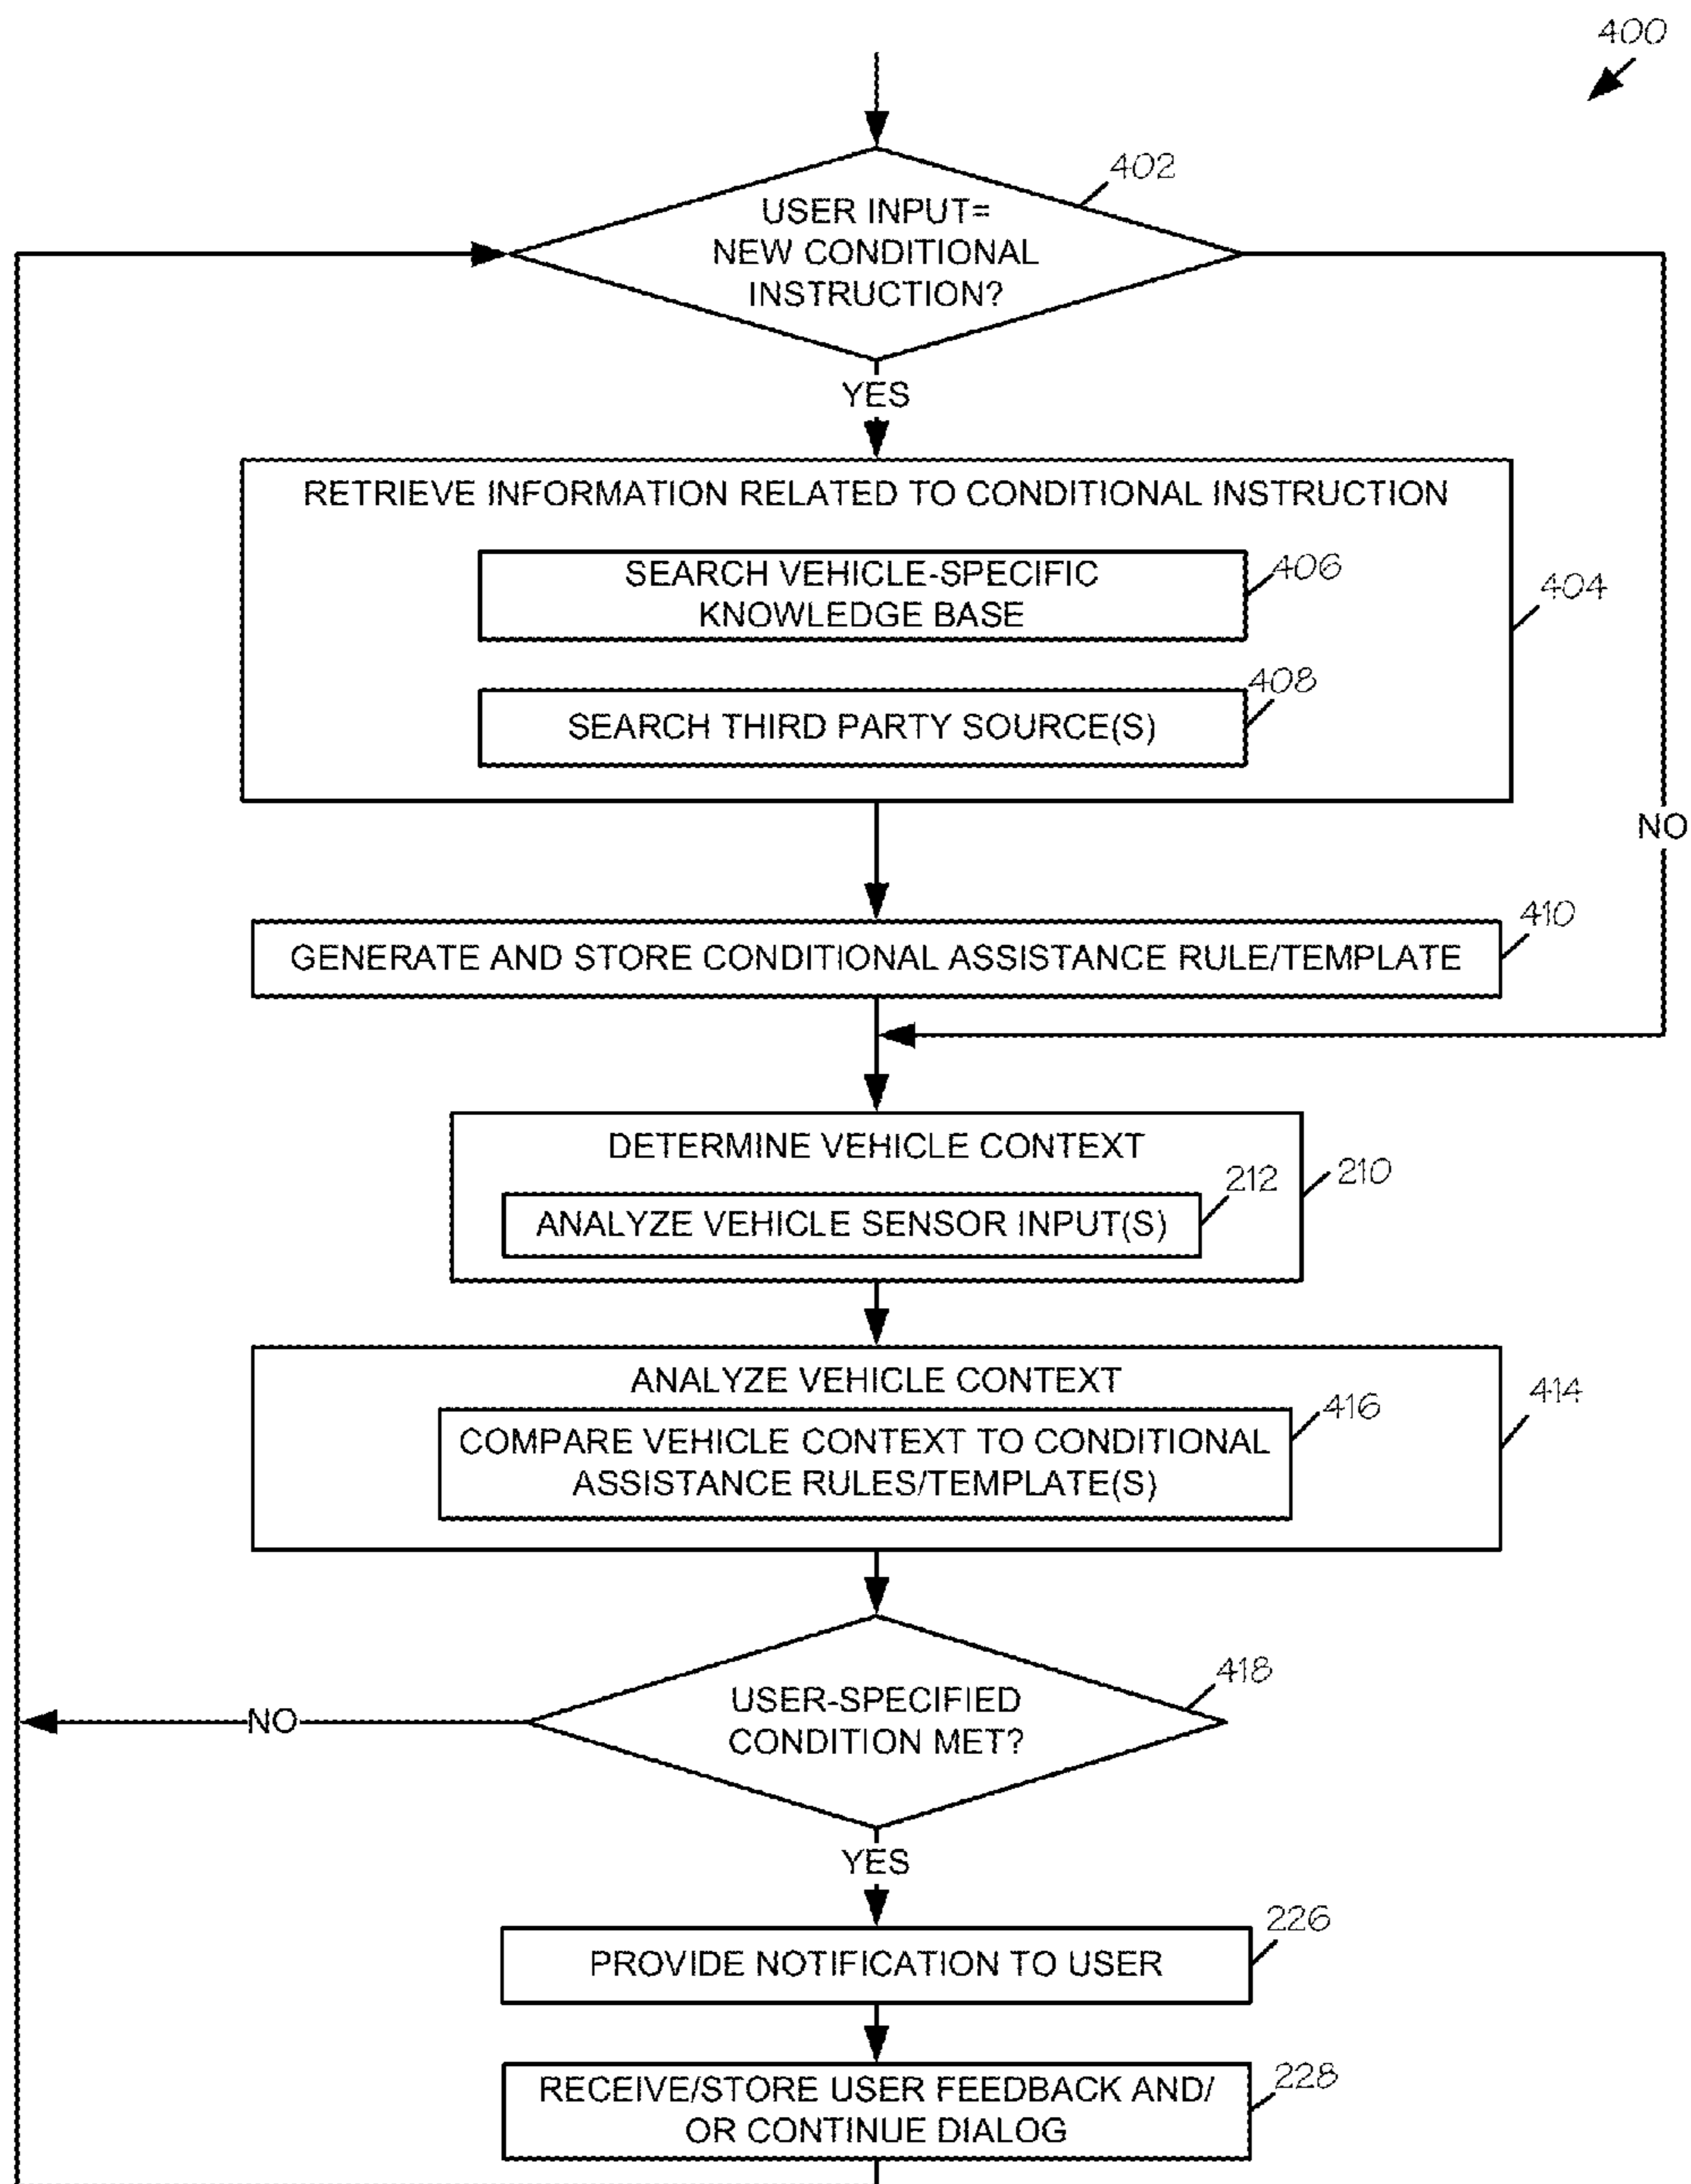 400
402
USER INPUT=
NEW CONDITIONAL
INSTRUCTION?
YES
RETRIEVE INFORMATION RELATED TO CONDITIONAL INSTRUCTION
SEARCH VEHICLE-SPECIFIC
KNOWLEDGE BASE
406
404
408
SEARCH THIRD PARTY SOURCE(S)
NO
410
GENERATE AND STORE CONDITIONAL ASSISTANCE RULE/TEMPLATE
DETERMINE VEHICLE CONTEXT
212
210
ANALYZE VEHICLE SENSOR INPUT(S)
ANALYZE VEHICLE CONTEXT
416
414
COMPARE VEHICLE CONTEXT TO CONDITIONAL
ASSISTANCE RULES/TEMPLATE(S)
418
USER-SPECIFIED
CONDITION MET?
NO
YES
226
PROVIDE NOTIFICATION TO USER
228
RECEIVE/STORE USER FEEDBACK AND/
OR CONTINUE DIALOG